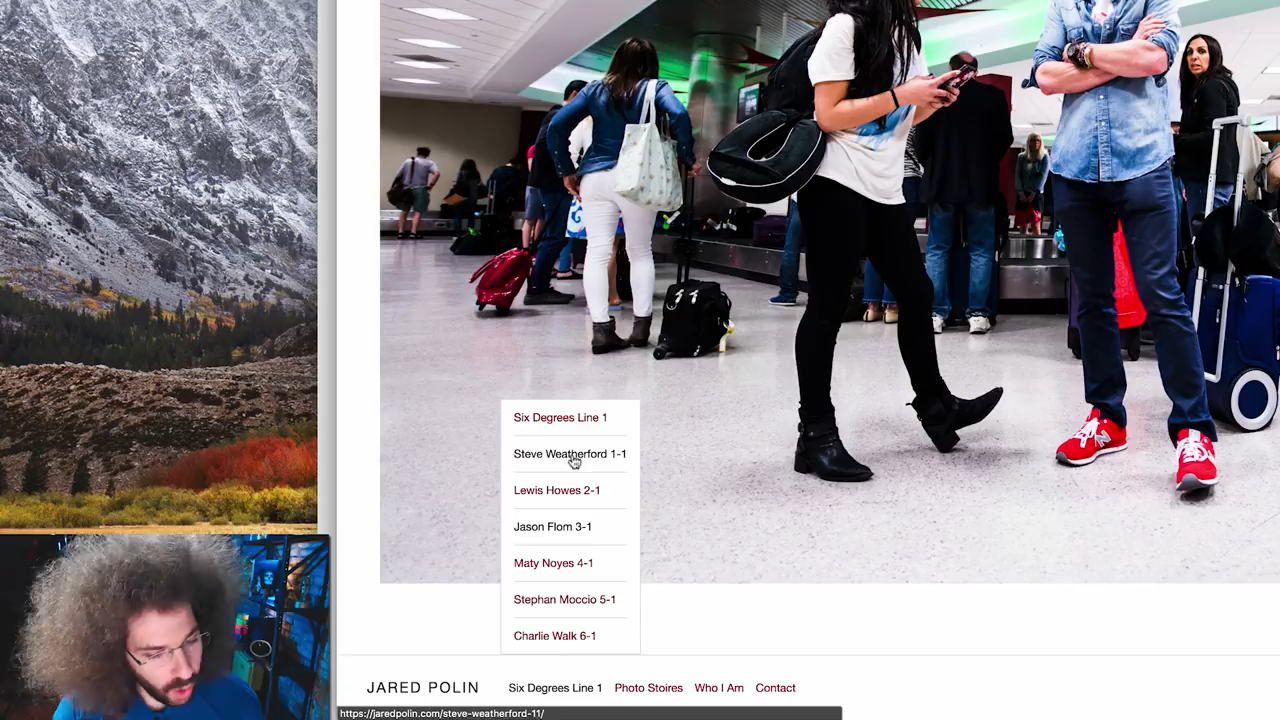 Six Degrees Line 1
Steve Weatherford 1-1
Lewis Howes 2-1
Jason Flom 3-1
Maty Noyes 4-1
Stephan Moccio 5-1
Charlie Walk 6-1
JARED POLIN Six Degrees Line 1 Photo Stoires Who I Am Contact
https://jaredpolin.com/steve-weatherford-11/